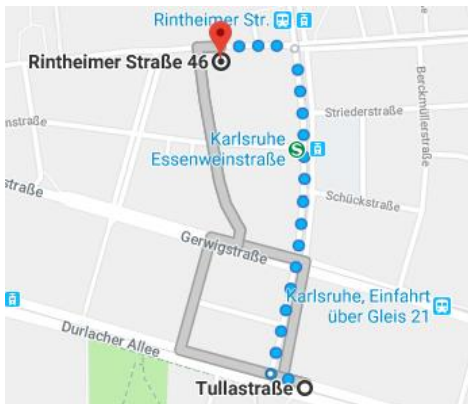 Rintheimer Str.
Rintheimer Straße 46
Berckmüllerstraße
Striederstraße
nstraße
Karlsruhe
Essenweinstraße
S
straße
Schückstraße
Gerwigstraße
Karlsruhe, Einfahrt
über Gleis 21
Durlacher Allee
Tullastraße